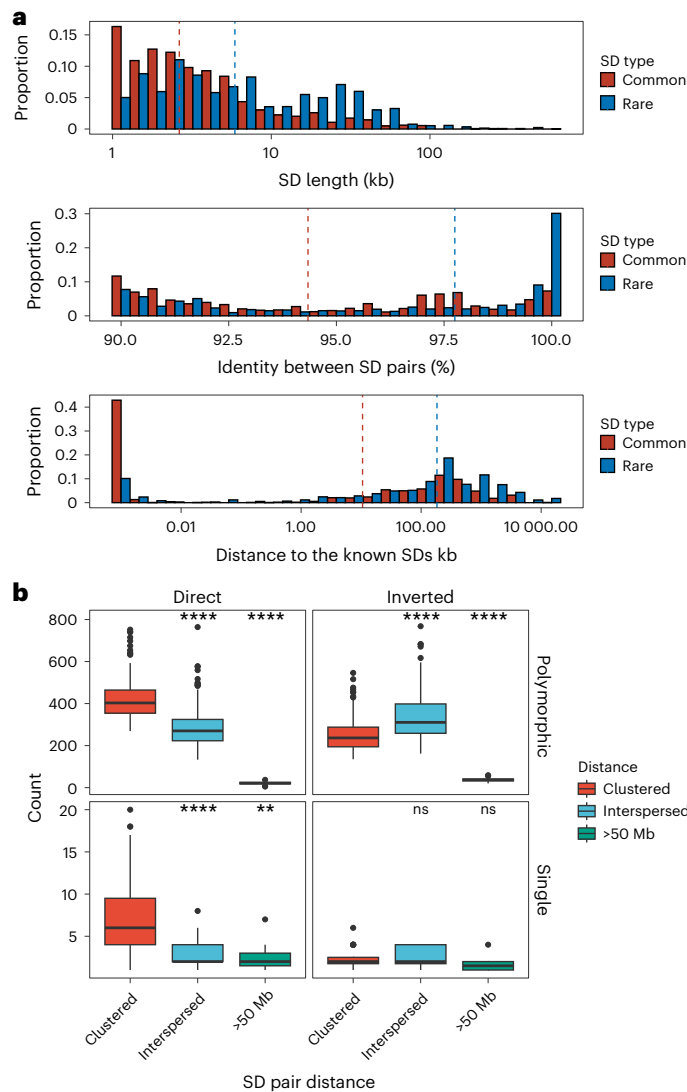 a
Proportion
0.15
0.10
0.05
0
1
10
100
SD length (kb)
SD type
Common
Rare
Proportion
0.3
0.2
0.1
0
90.0
92.5
95.0
97.5
100.0
Identity between SD pairs (%)
SD type
Common
Rare
Proportion
0.4
0.3
0.2
0.1
0
0.01
1.00
100.00
10 000.00
Distance to the known SDs kb
SD type
Common
Rare
b
Direct
Inverted
Count
800
600
400
200
0
****
****
****
****
Polymorphic
20
15
10
5
****
**
ns
ns
Single
Distance
Clustered
Interspersed
>50 Mb
Clustered
Interspersed
>50 Mb
Clustered
Interspersed
>50 Mb
SD pair distance